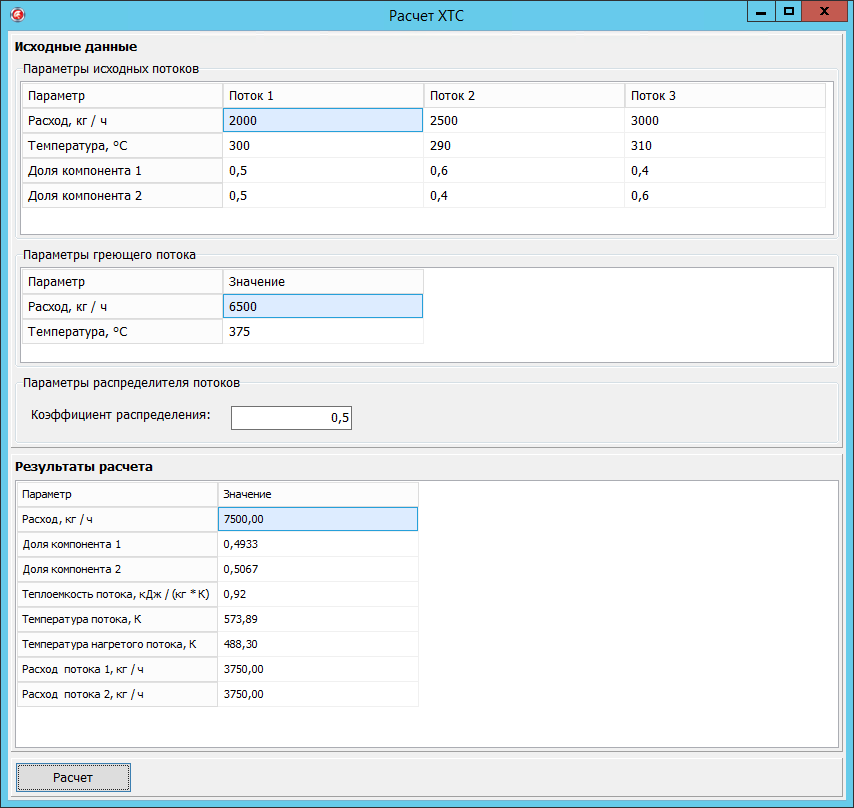 Расчет ХТС
Исходные данные
Параметры исходных потоков
Параметр Поток 1 Поток 2 Поток 3
Расход, кг / ч 2000 2500 3000
Температура, °C 300 290 310
Доля компонента 1 0,5 0,6 0,4
Доля компонента 2 0,5 0,4 0,6
Параметры греющего потока
Параметр Значение
Расход, кг / ч 6500
Температура, °C 375
Параметры распределителя потоков
Коэффициент распределения: 0,5
Результаты расчета
Параметр Значение
Расход, кг / ч 7500,00
Доля компонента 1 0,4933
Доля компонента 2 0,5067
Теплоемкость потока, кДж / (кг * К) 0,92
Температура потока, К 573,89
Температура нагретого потока, К 488,30
Расход  потока 1, кг / ч 3750,00
Расход  потока 2, кг / ч 3750,00
Расчет